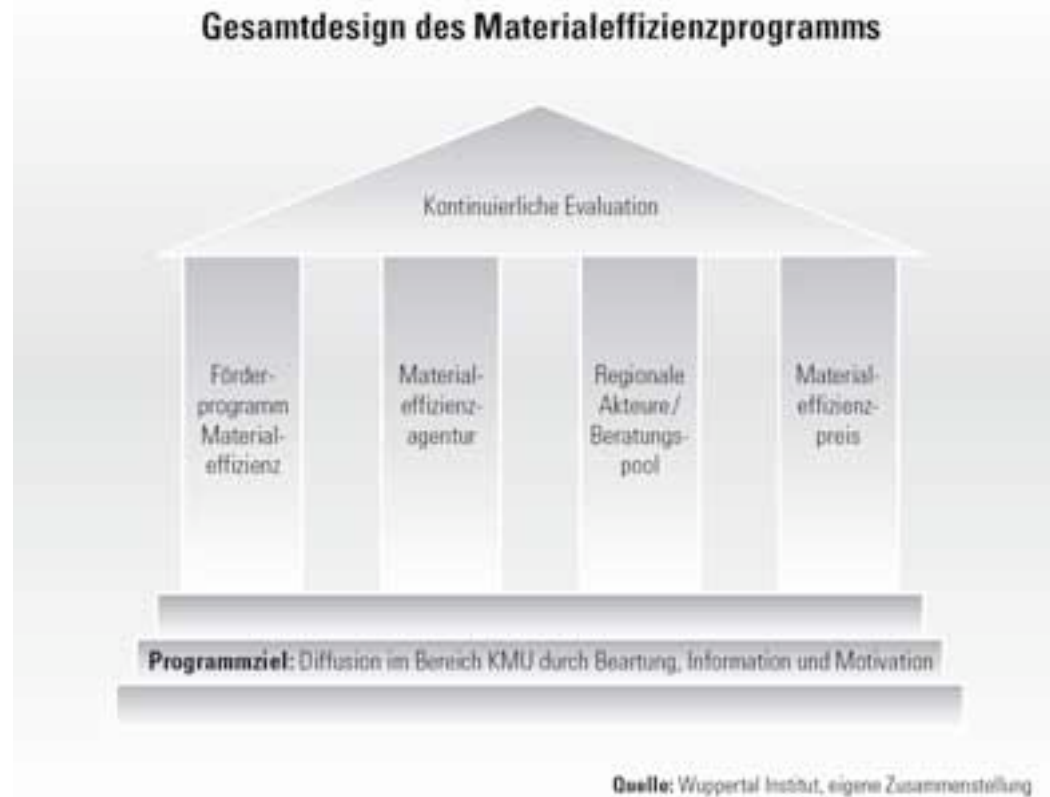 Gesamtdesign des Materialeffizienzprogramms
Kontinuierliche Evaluation
Förder-
programm
Material-
effizienz
Material-
effizienz-
agentur
Regionale
Akteure/
Beratungs-
pool
Material-
effizienz-
preis
Programmziel: Diffusion im Bereich KMU durch Beartung, Information und Motivation
Quelle: Wuppertal Institut, eigene Zusammenstellung